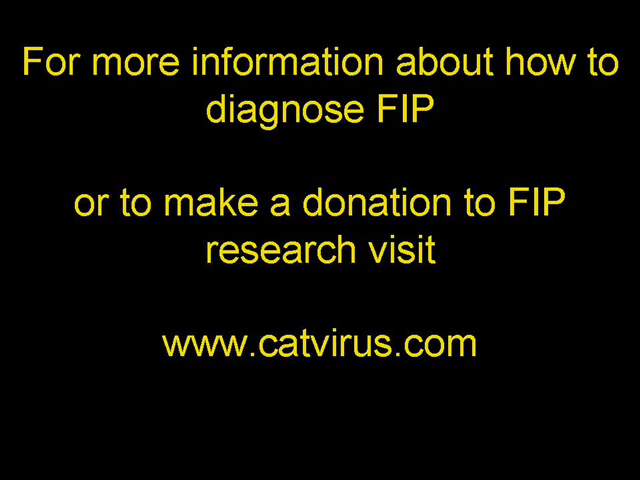 For more information about how to
diagnose FIP
or to make a donation to FIP
research visit
www.catvirus.com